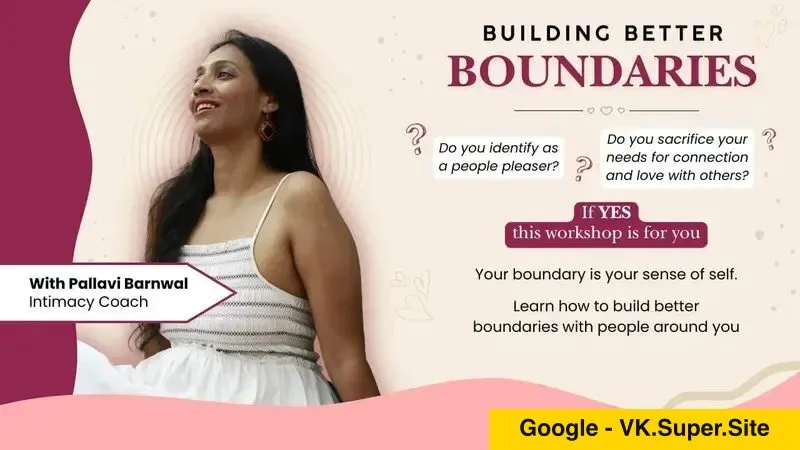 BUILDING BETTER
BOUNDARIES
?
Do you identify as
a people pleaser?
?
Do you sacrifice your
needs for connection
and love with others?
?
If YES
this workshop is for you
Your boundary is your sense of self.
Learn how to build better
boundaries with people around you
With Pallavi Barnwal
Intimacy Coach
Google - VK.Super.Site